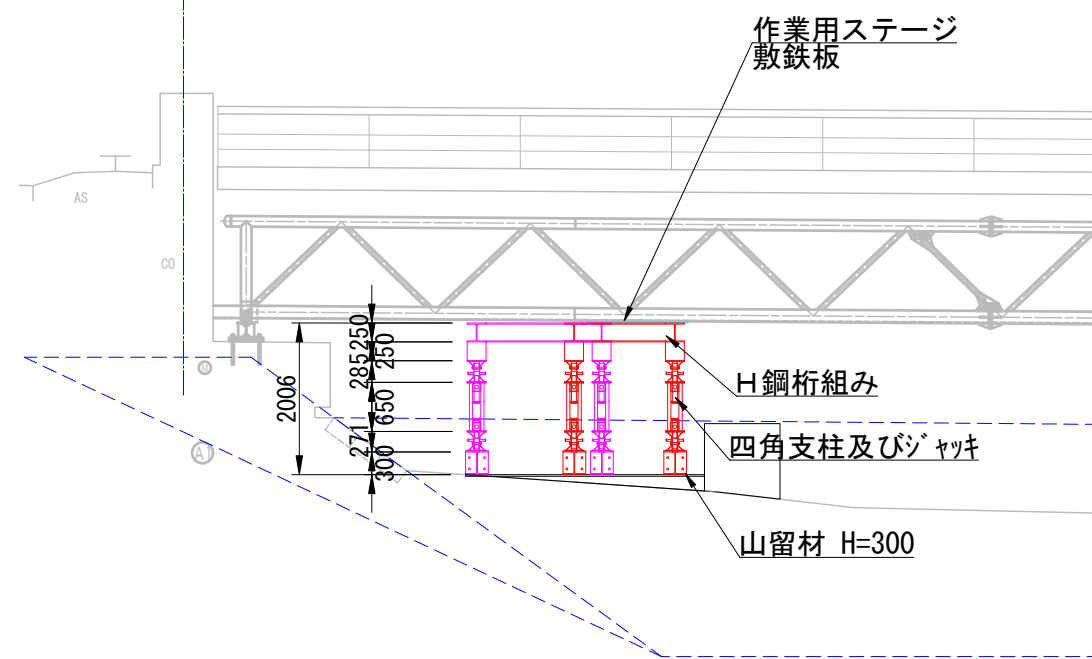 作業用ステージ
敷鉄板
AS
CO
M
A
2006
250
250
285
650
271
300
H鋼桁組み
四角支柱及びジャッキ
山留材 H=300